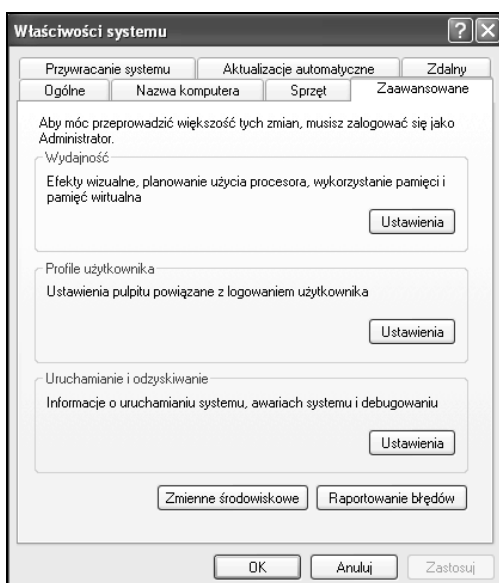 Właściwości systemu
Przywracanie systemu Aktualizacje automatyczne Zdalny
Ogólne Nazwa komputera Sprzęt Zaawansowane
Aby móc przeprowadzić większość tych zmian, musisz zalogować się jako
Administrator.
Wydajność
Efekty wizualne, planowanie użycia procesora, wykorzystanie pamięci i
pamięć wirtualna
Ustawienia
Profile użytkownika
Ustawienia pulpitu powiązane z logowaniem użytkownika
Ustawienia
Uruchamianie i odzyskiwanie
Informacje o uruchamianiu systemu, awariach systemu i debugowaniu
Ustawienia
Zmienne środowiskowe Raportowanie błędów
OK Anuluj Zastosuj